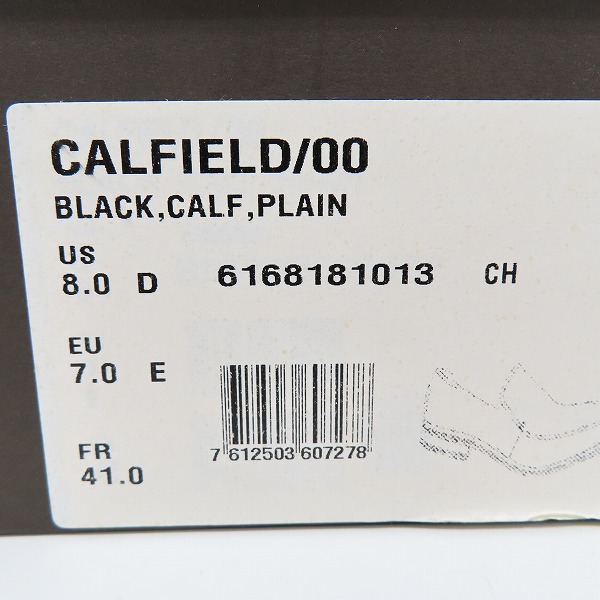 CALFIELD/00
BLACK,CALF,PLAIN
US
8.0 D 6168181013 CH
EU
7.0 E
FR
41.0
7 612503 607278